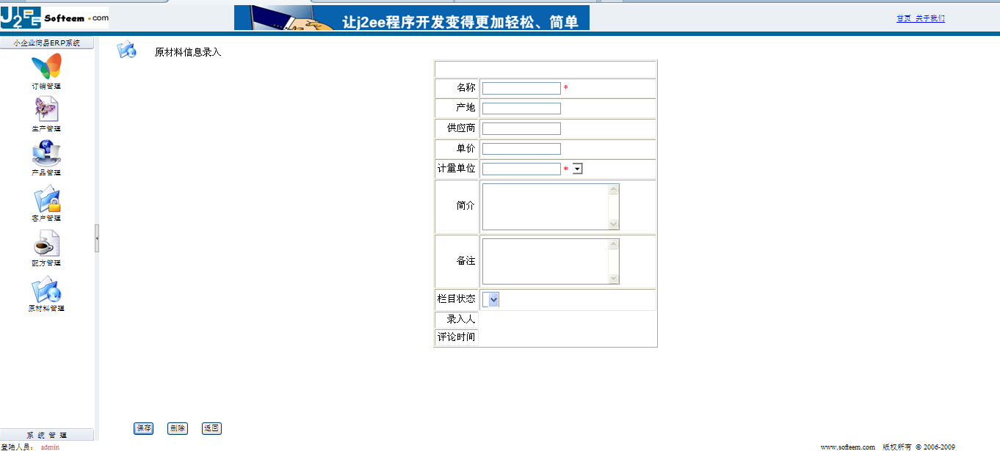 J2EE Softeem .com
让j2ee程序开发变得更加轻松、简单
首页 关于我们
小企业简易ERP系统
订销管理
生产管理
产品管理
客户管理
配方管理
原材料管理
系 统 管 理
登陆人员： admin
原材料信息录入
名称 *
产地
供应商
单价
计量单位 *
简介
备注
栏目状态
录入人
评论时间
保存 删除 返回
www.softeem.com 版权所有 © 2006-2009